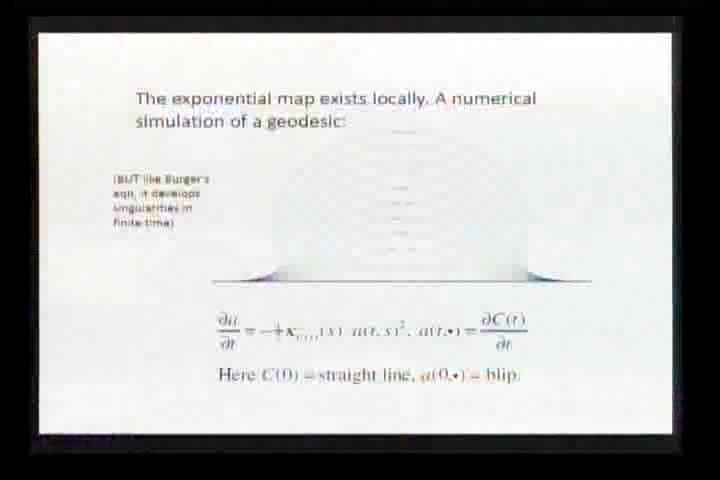 The exponential map exists locally. A numerical
simulation of a geodesic:
(BUT like Burger's
eqn, it develops
singularities in
finite time)
∂a/∂t = a(t,s)², a(t,•) = ∂C(t)/∂t
Here C(0) = straight line, a(0,•) = blip.